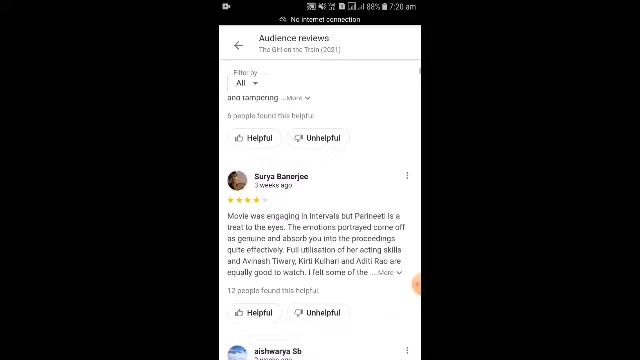 88% 7:20 am
No internet connection
Audience reviews
The Girl on the Train (2021)
Filter by
All
and tampering ...More
6 people found this helpful
Helpful Unhelpful
Surya Banerjee
3 weeks ago
Movie was engaging in intervals but Parineeti is a
treat to the eyes. The emotions portrayed come off
as genuine and absorb you into the proceedings
quite effectively. Full utilisation of her acting skills
and Avinash Tiwary, Kirti Kulhari and Aditi Rao are
equally good to watch. I felt some of the ...More
12 people found this helpful
Helpful Unhelpful
aishwarya Sb
weeks ago